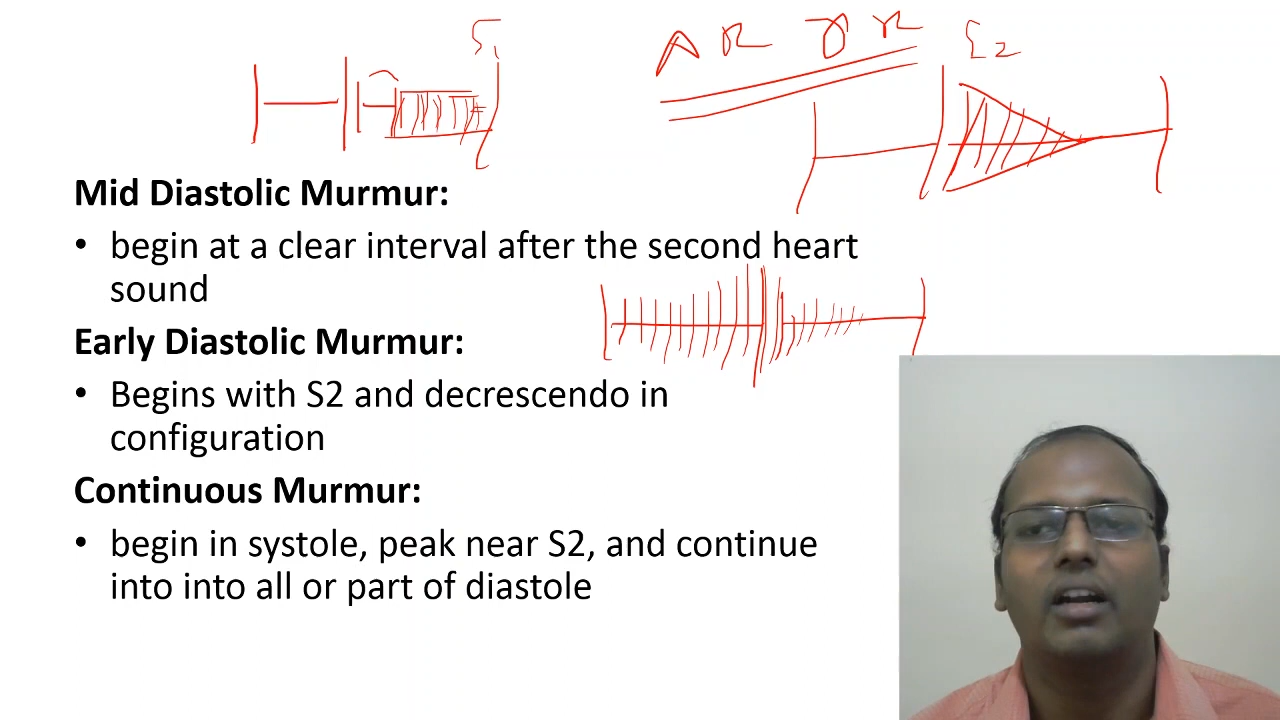 S1
AR PR S2
Mid Diastolic Murmur:
• begin at a clear interval after the second heart
sound
Early Diastolic Murmur:
• Begins with S2 and decrescendo in
configuration
Continuous Murmur:
• begin in systole, peak near S2, and continue
into into all or part of diastole